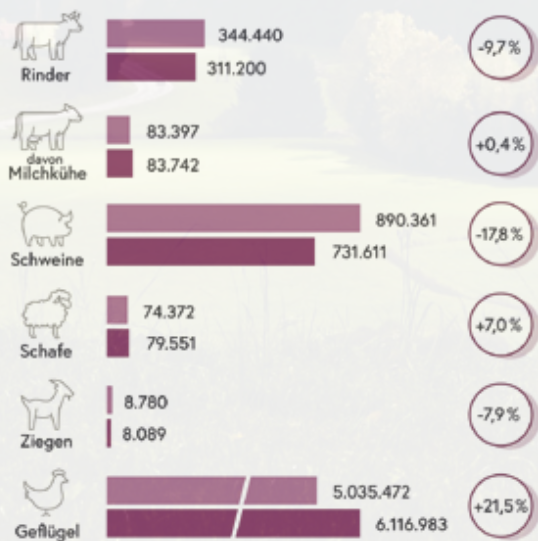 344.440
Rinder
311.200
-9,7%
83.397
davon
Milchkühe
83.742
+0,4%
890.361
Schweine
731.611
-17,8%
74.372
Schafe
79.551
+7,0%
8.780
Ziegen
8.089
-7,9%
5.035.472
Geflügel
6.116.983
+21,5%